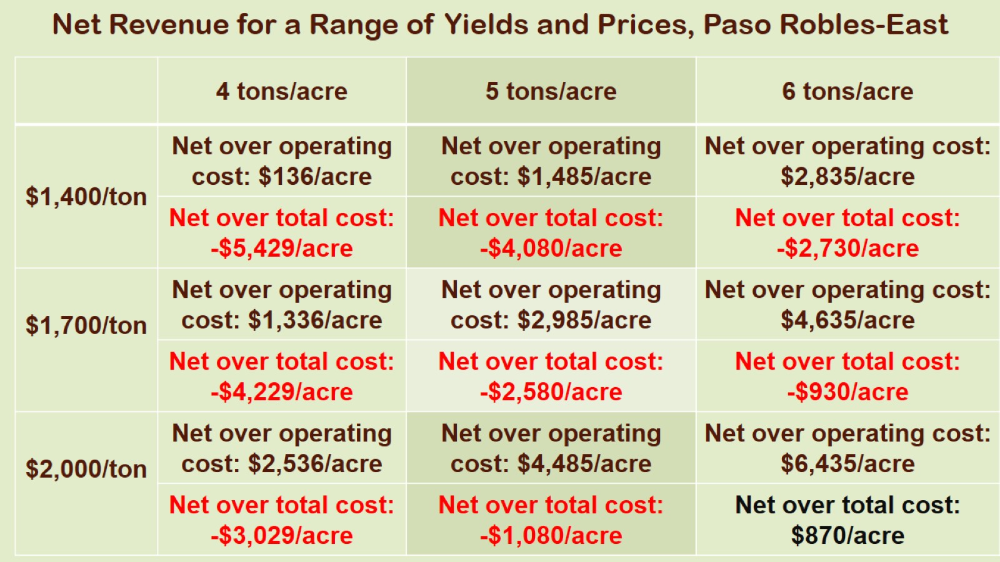 Net Revenue for a Range of Yields and Prices, Paso Robles-East
4 tons/acre
5 tons/acre
6 tons/acre
$1,400/ton
Net over operating
cost: $136/acre
Net over operating
cost: $1,485/acre
Net over operating cost:
$2,835/acre
Net over total cost:
-$5,429/acre
Net over total cost:
-$4,080/acre
Net over total cost:
-$2,730/acre
$1,700/ton
Net over operating
cost: $1,336/acre
Net over operating
cost: $2,985/acre
Net over operating cost:
$4,635/acre
Net over total cost:
-$4,229/acre
Net over total cost:
-$2,580/acre
Net over total cost:
-$930/acre
$2,000/ton
Net over operating
cost: $2,536/acre
Net over operating
cost: $4,485/acre
Net over operating cost:
$6,435/acre
Net over total cost:
-$3,029/acre
Net over total cost:
-$1,080/acre
Net over total cost:
$870/acre